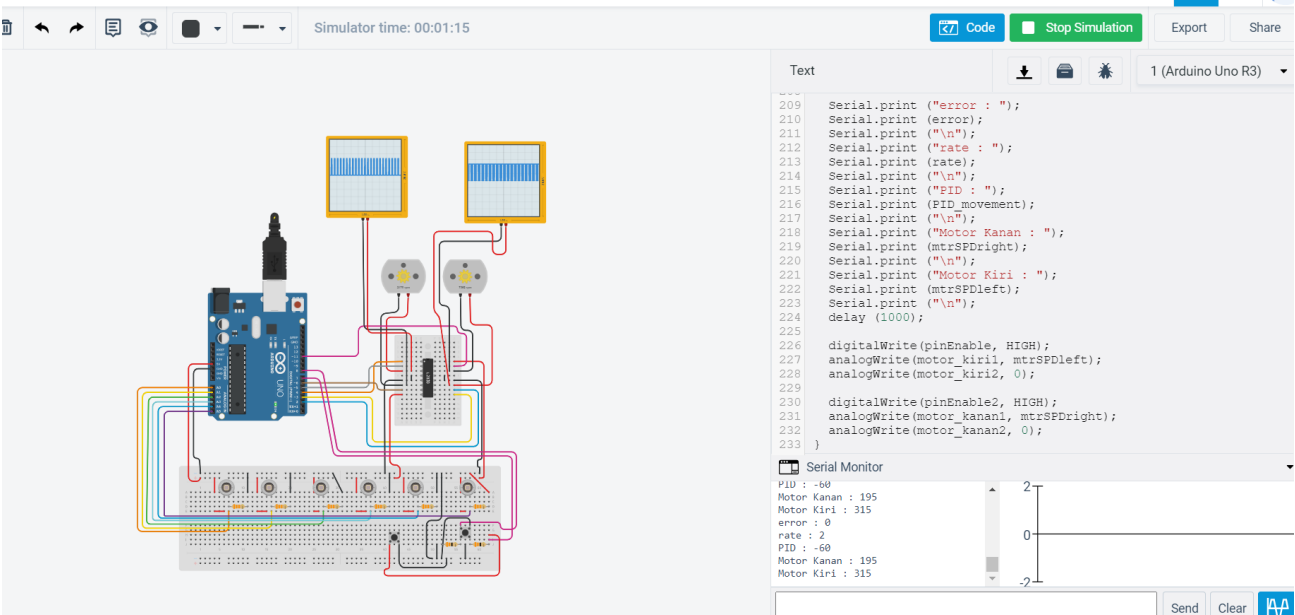 Simulator time: 00:01:15
Code
Stop Simulation
Export
Share
Text
1 (Arduino Uno R3)
209 Serial.print ("error : ");
210 Serial.print (error);
211 Serial.print ("\n");
212 Serial.print ("rate : ");
213 Serial.print (rate);
214 Serial.print ("\n");
215 Serial.print ("PID : ");
216 Serial.print (PID_movement);
217 Serial.print ("\n");
218 Serial.print ("Motor Kanan : ");
219 Serial.print (mtrSPDright);
220 Serial.print ("\n");
221 Serial.print ("Motor Kiri : ");
222 Serial.print (mtrSPDleft);
223 Serial.print ("\n");
224 delay (1000);
225
226 digitalWrite(pinEnable, HIGH);
227 analogWrite(motor_kiri1, mtrSPDleft);
228 analogWrite(motor_kiri2, 0);
229
230 digitalWrite(pinEnable2, HIGH);
231 analogWrite(motor_kanan1, mtrSPDright);
232 analogWrite(motor_kanan2, 0);
233 }
Serial Monitor
PID : -60
Motor Kanan : 195
Motor Kiri : 315
error : 0
rate : 2
PID : -60
Motor Kanan : 195
Motor Kiri : 315
2
0
-2
Send
Clear
UNO
ARDUINO